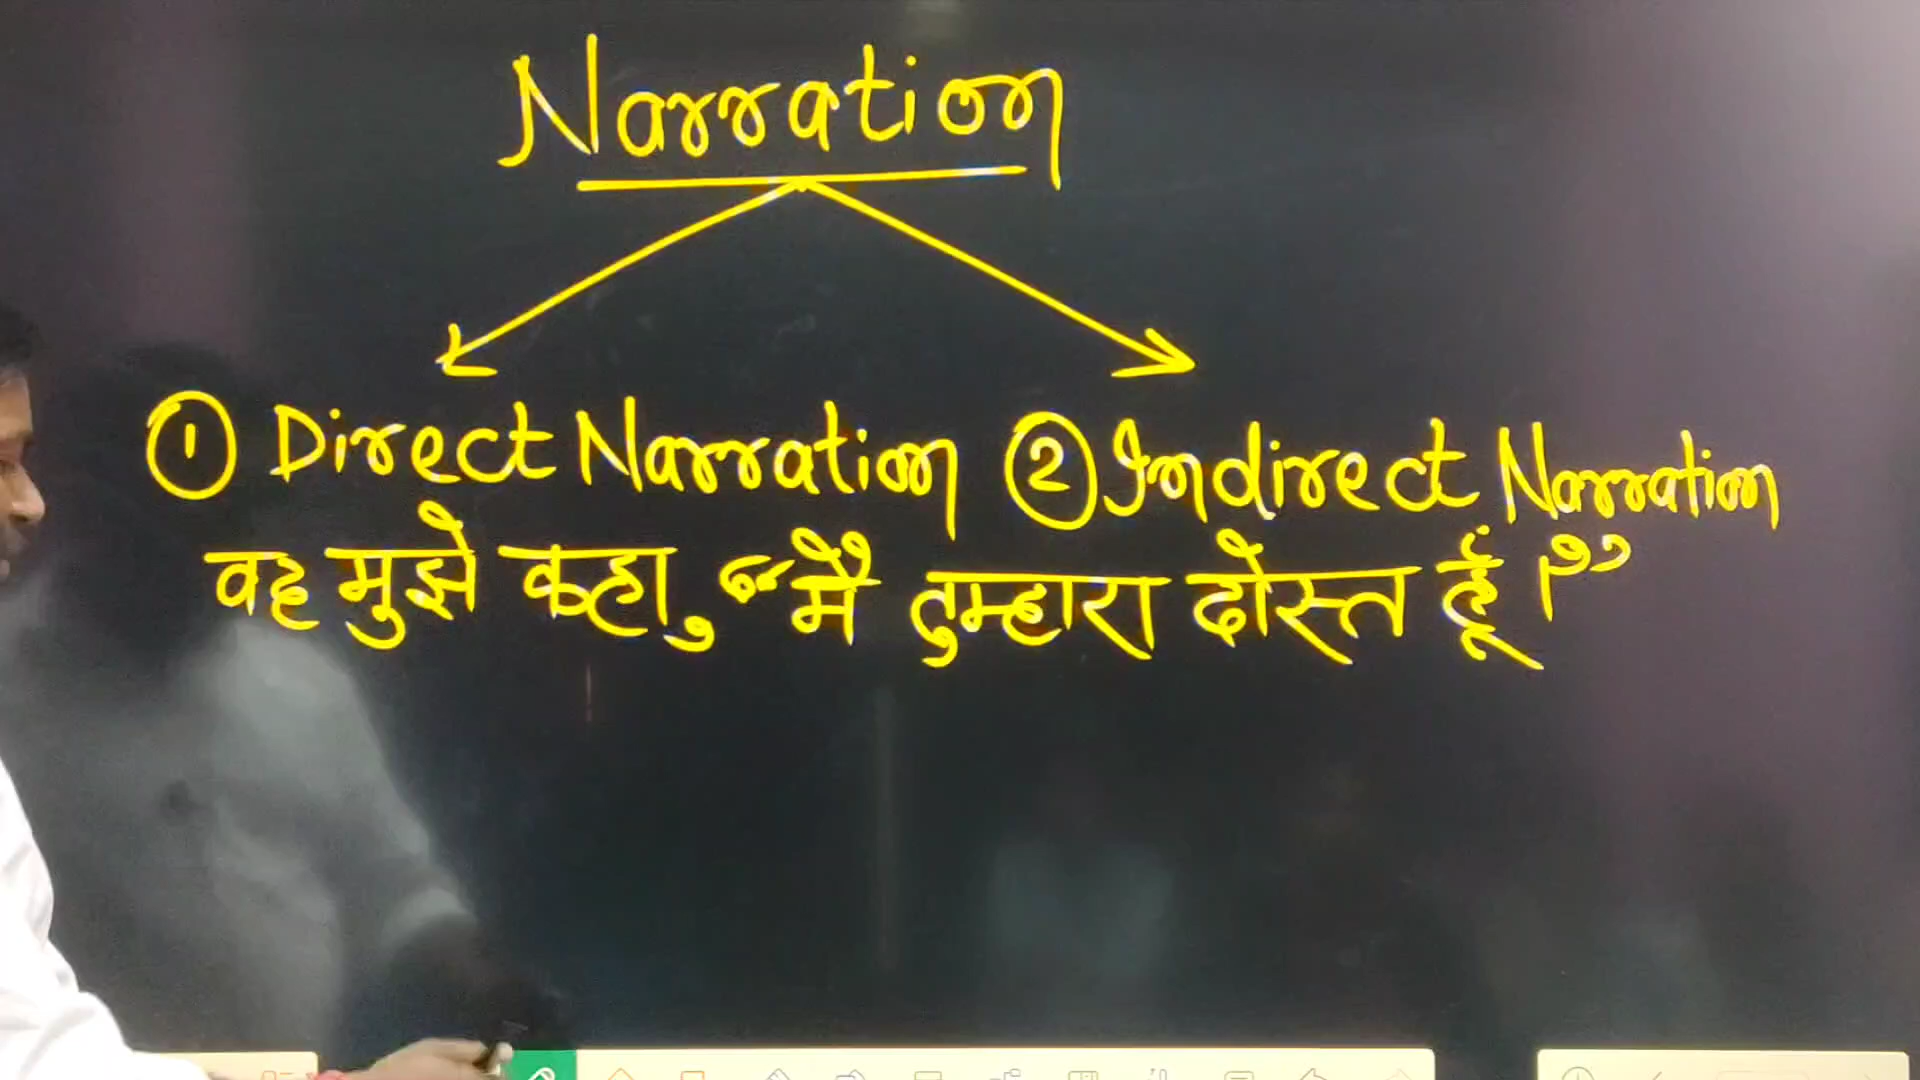 Narration
① Direct Narration ② Indirect Narration
वह मुझे कहा, “मै तुम्हारा दोस्त हूँ।”